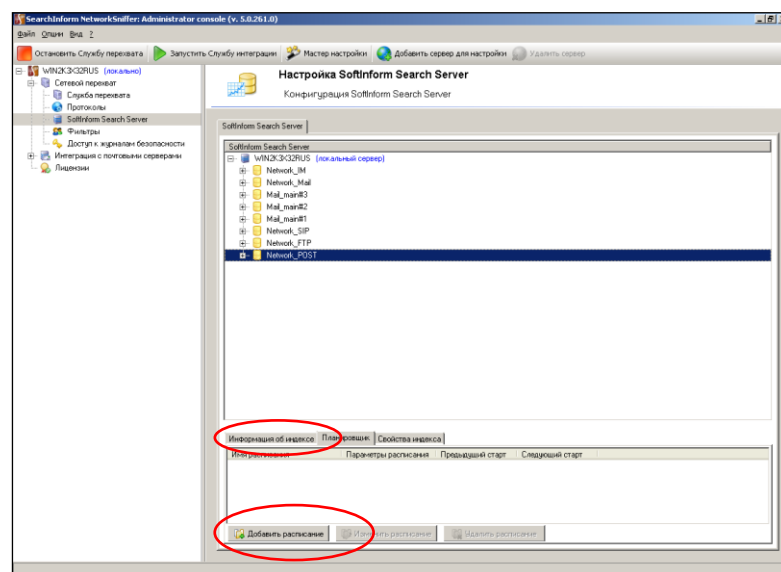 SearchInform NetworkSniffer: Administrator console (v. 5.0.261.0)
Файл Опции Вид ?
Остановить Службу перехвата Запустить Службу интеграции Мастер настройки Добавить сервер для настройки Удалить сервер
WIN2K3X32RUS (локально)
Сетевой перехват
Служба перехвата
Протоколы
SoftInform Search Server
Фильтры
Доступ к журналам безопасности
Интеграция с почтовыми серверами
Лицензии
Настройка SoftInform Search Server
Конфигурация SoftInform Search Server
SoftInform Search Server
SoftInform Search Server
WIN2K3X32RUS (локальный сервер)
Network_IM
Network_Mail
Mail_main#3
Mail_main#2
Mail_main#1
Network_SIP
Network_FTP
Network_POST
Информация об индексе Планировщик Свойства индекса
Имя расписания Параметры расписания Предыдущий старт Следующий старт
Добавить расписание Изменить расписание Удалить расписание